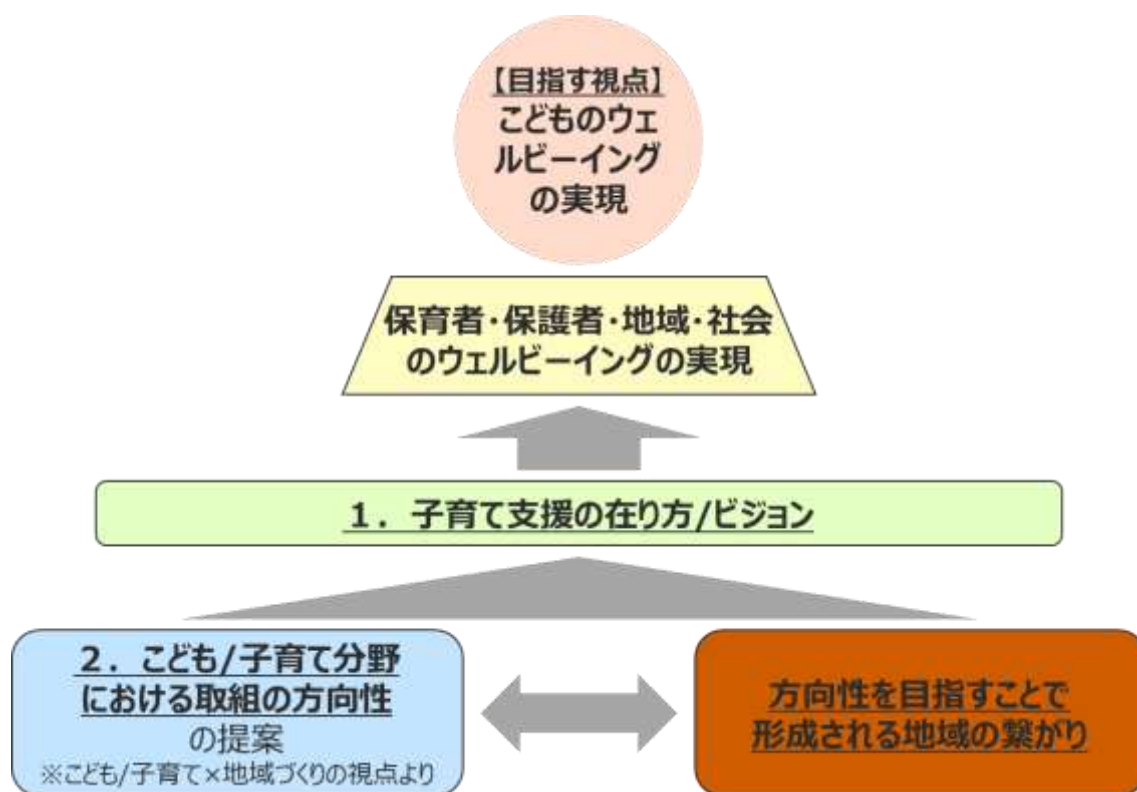 【目指す視点】
こどものウェ
ルビーイング
の実現
保育者・保護者・地域・社会
のウェルビーイングの実現
１．子育て支援の在り方/ビジョン
２．こども/子育て分野
における取組の方向性
の提案
※こども/子育て×地域づくりの視点より
方向性を目指すことで
形成される地域の繋がり